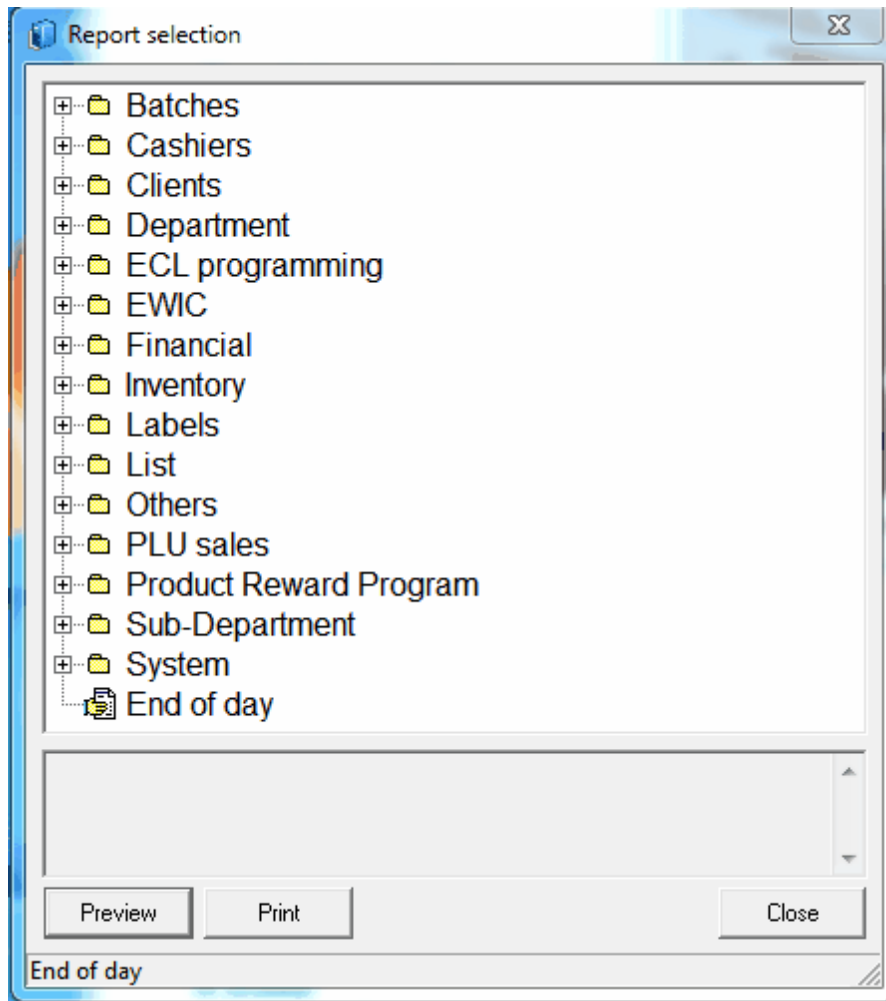 Report selection
Batches
Cashiers
Clients
Department
ECL programming
EWIC
Financial
Inventory
Labels
List
Others
PLU sales
Product Reward Program
Sub-Department
System
End of day
Preview Print Close
End of day